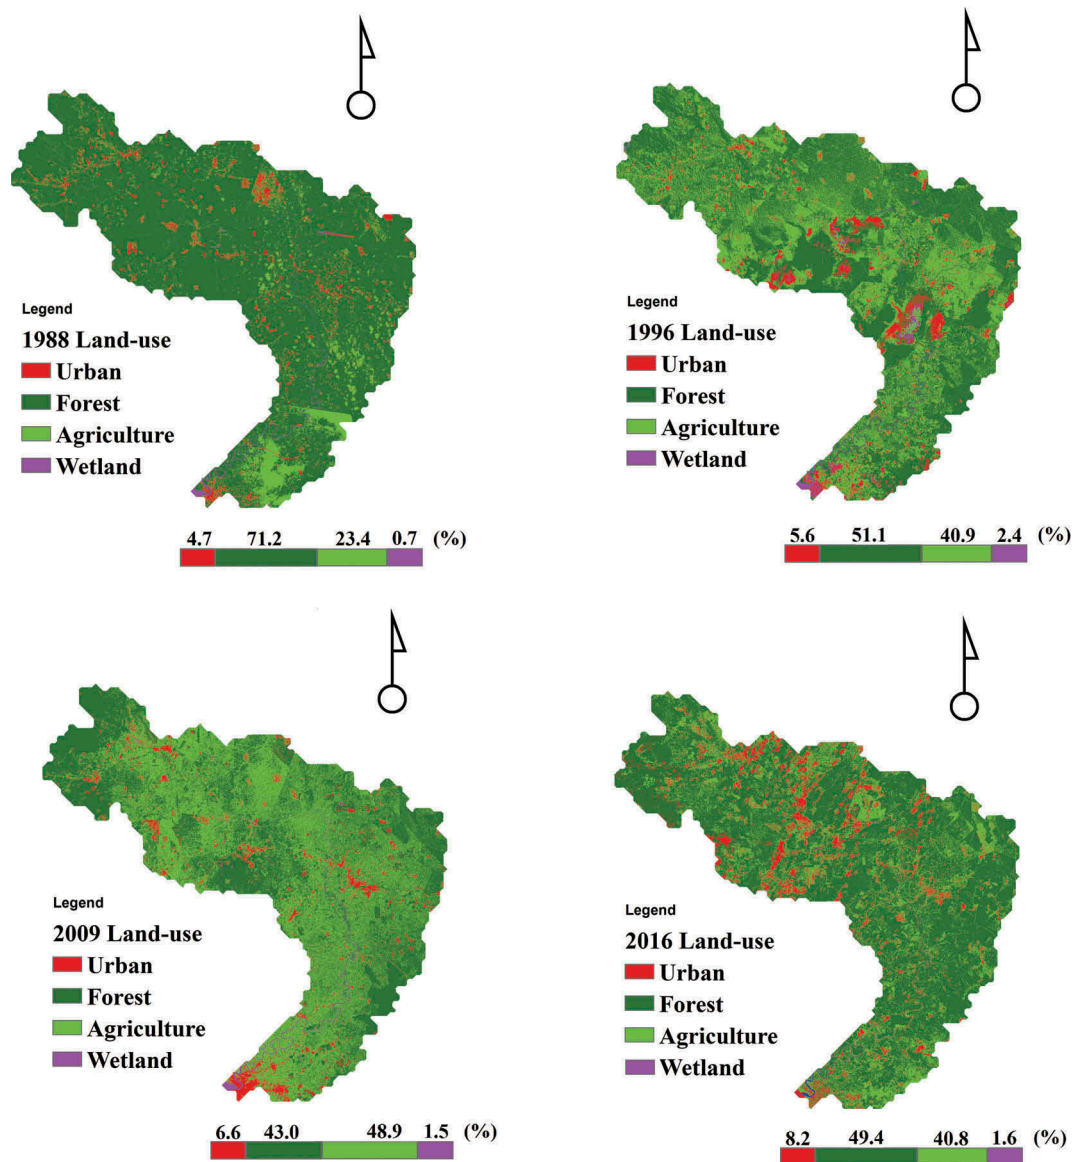 Legend
1988 Land-use
Urban
Forest
Agriculture
Wetland
4.7 71.2 23.4 0.7 (%)
Legend
1996 Land-use
Urban
Forest
Agriculture
Wetland
5.6 51.1 40.9 2.4 (%)
Legend
2009 Land-use
Urban
Forest
Agriculture
Wetland
6.6 43.0 48.9 1.5 (%)
Legend
2016 Land-use
Urban
Forest
Agriculture
Wetland
8.2 49.4 40.8 1.6 (%)